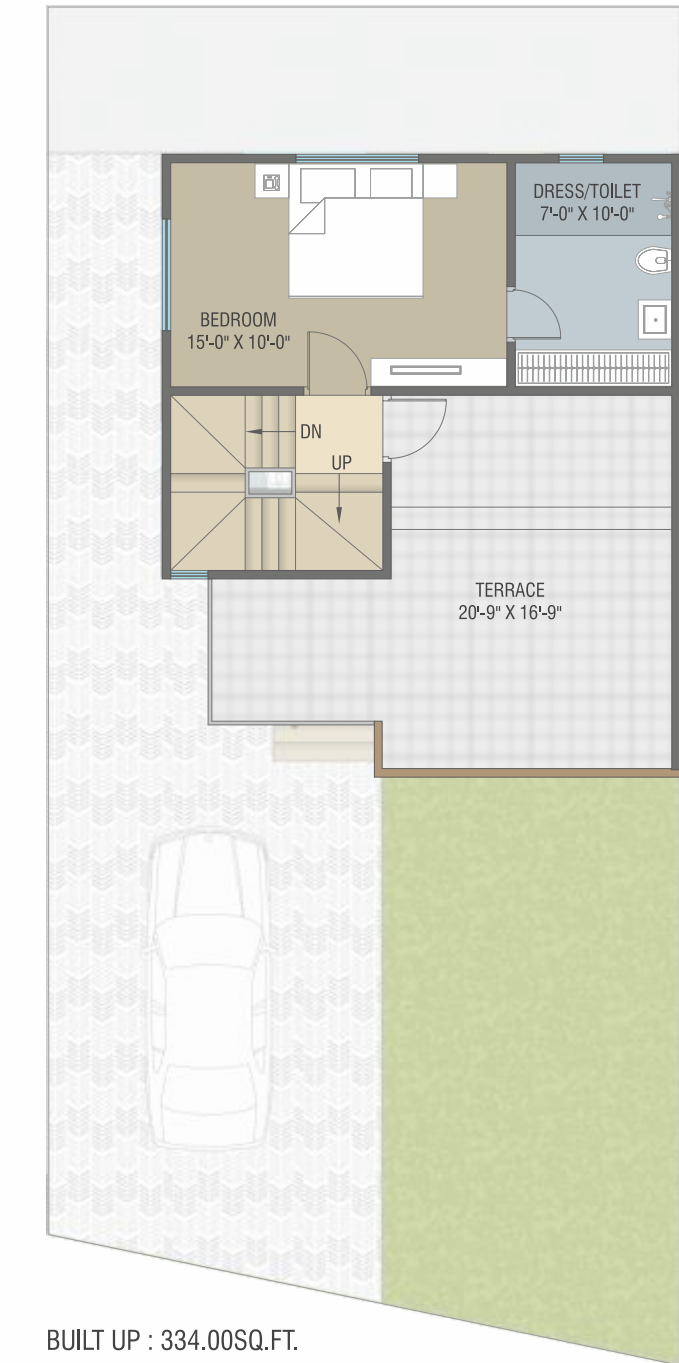 DRESS/TOILET
7'-0" X 10'-0"
BEDROOM
15'-0" X 10'-0"
DN
UP
TERRACE
20'-9" X 16'-9"
BUILT UP : 334.00SQ.FT.